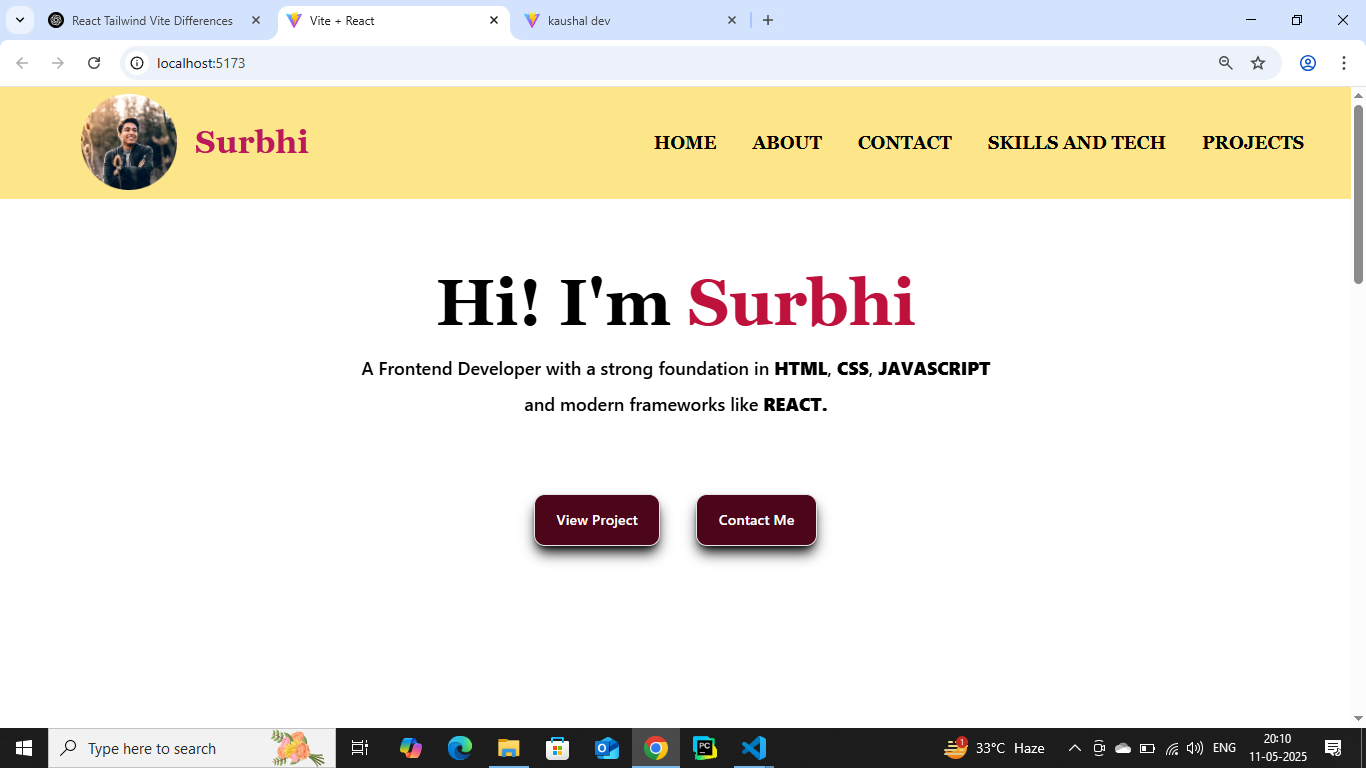 React Tailwind Vite Differences
Vite + React
kaushal dev
localhost:5173
Surbhi
HOME ABOUT CONTACT SKILLS AND TECH PROJECTS
Hi! I'm Surbhi
A Frontend Developer with a strong foundation in HTML, CSS, JAVASCRIPT
and modern frameworks like REACT.
View Project Contact Me
Type here to search
PC
1
33°C Haze
ENG
20:10
11-05-2025